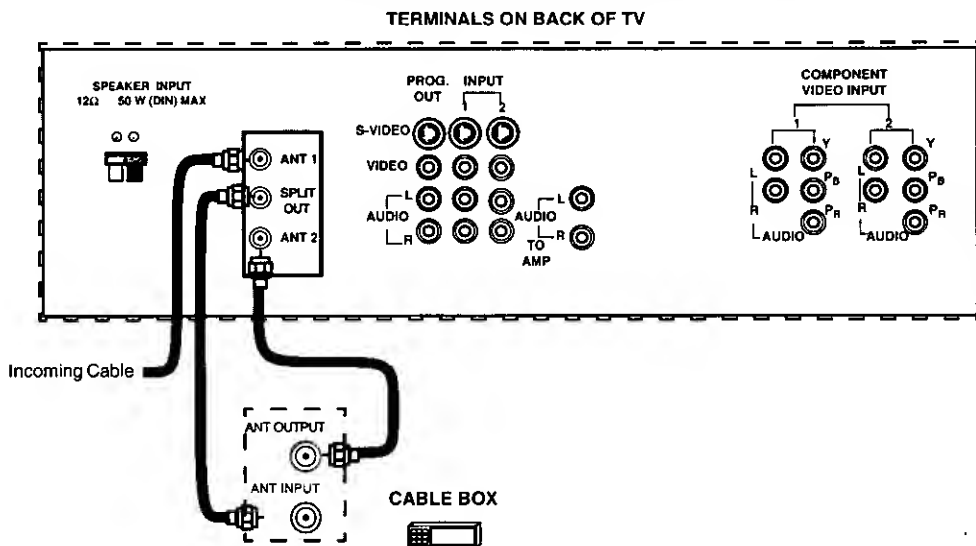 TERMINALS ON BACK OF TV
SPEAKER INPUT
12Ω 50 W (DIN) MAX
ANT 1
SPLIT
OUT
ANT 2
PROG. INPUT
OUT 1 2
S-VIDEO
VIDEO
L
AUDIO
R
L
AUDIO
R
TO
AMP
COMPONENT
VIDEO INPUT
1 2
Y
L
PB
R
PR
AUDIO
Y
L
PB
R
PR
AUDIO
Incoming Cable
ANT OUTPUT
ANT INPUT
CABLE BOX